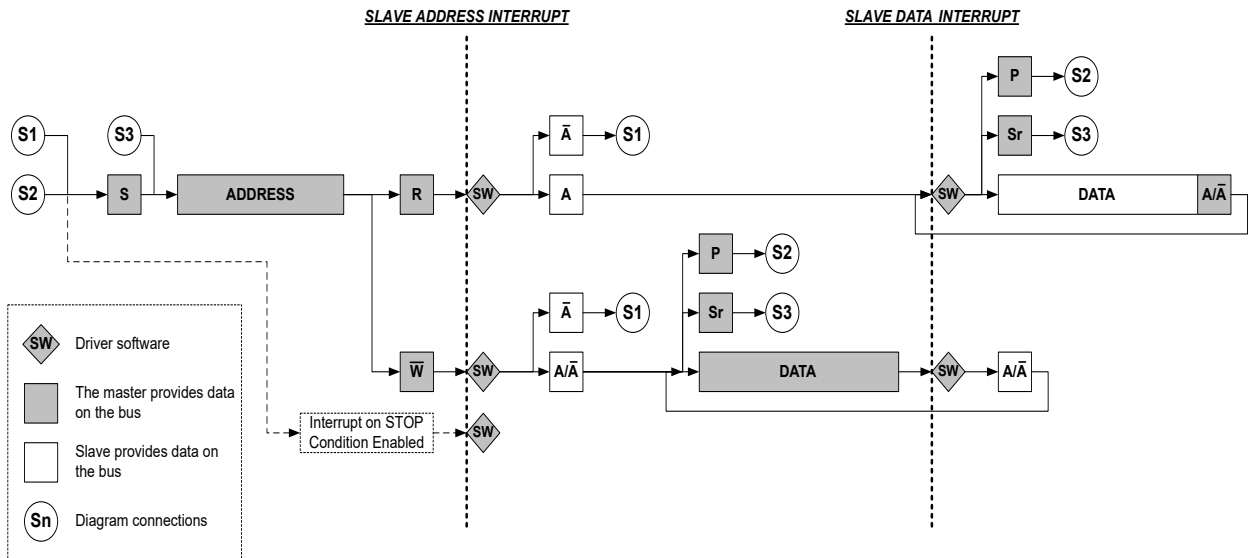 SLAVE ADDRESS INTERRUPT
SLAVE DATA INTERRUPT
P
S2
S1
S3
A̅
S1
Sr
S3
S2
S
ADDRESS
R
SW
A
SW
DATA
A/A̅
P
S2
A̅
S1
Sr
S3
W̅
SW
A/A̅
DATA
SW
A/A̅
Interrupt on STOP
Condition Enabled
SW
SW
Driver software
The master provides data
on the bus
Slave provides data on
the bus
Sn
Diagram connections